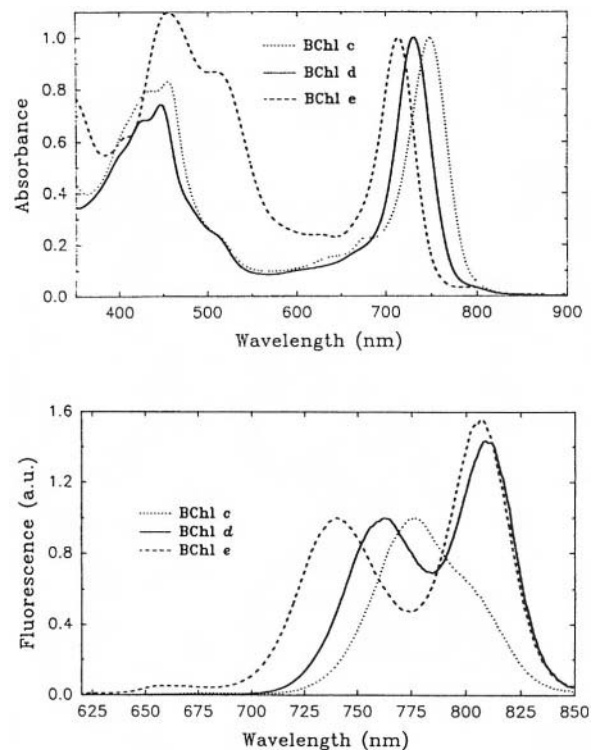 BChl c
BChl d
BChl e
1.0
0.8
0.6
0.4
0.2
0.0
Absorbance
400 500 600 700 800 900
Wavelength (nm)
1.6
1.2
0.8
0.4
0.0
Fluorescence (a.u.)
BChl c
BChl d
BChl e
625 650 675 700 725 750 775 800 825 850
Wavelength (nm)